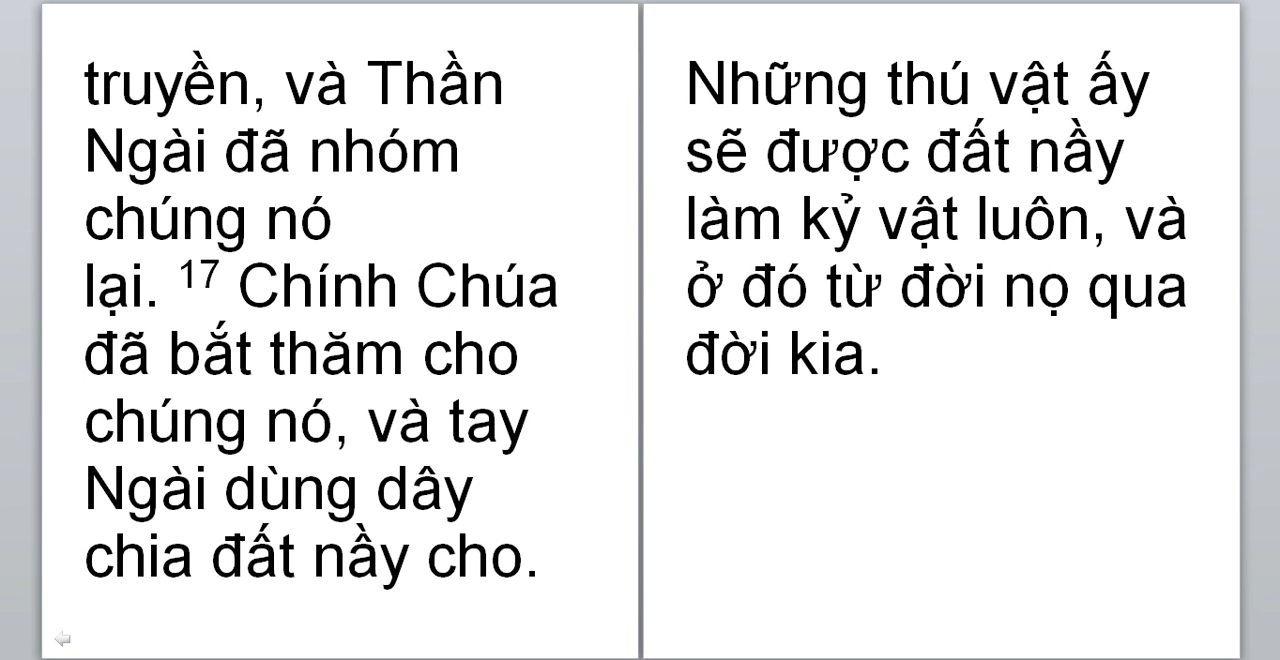 truyền, và Thần
Ngài đã nhóm
chúng nó
lại. 17 Chính Chúa
đã bắt thăm cho
chúng nó, và tay
Ngài dùng dây
chia đất nầy cho.
Những thú vật ấy
sẽ được đất nầy
làm kỷ vật luôn, và
ở đó từ đời nọ qua
đời kia.